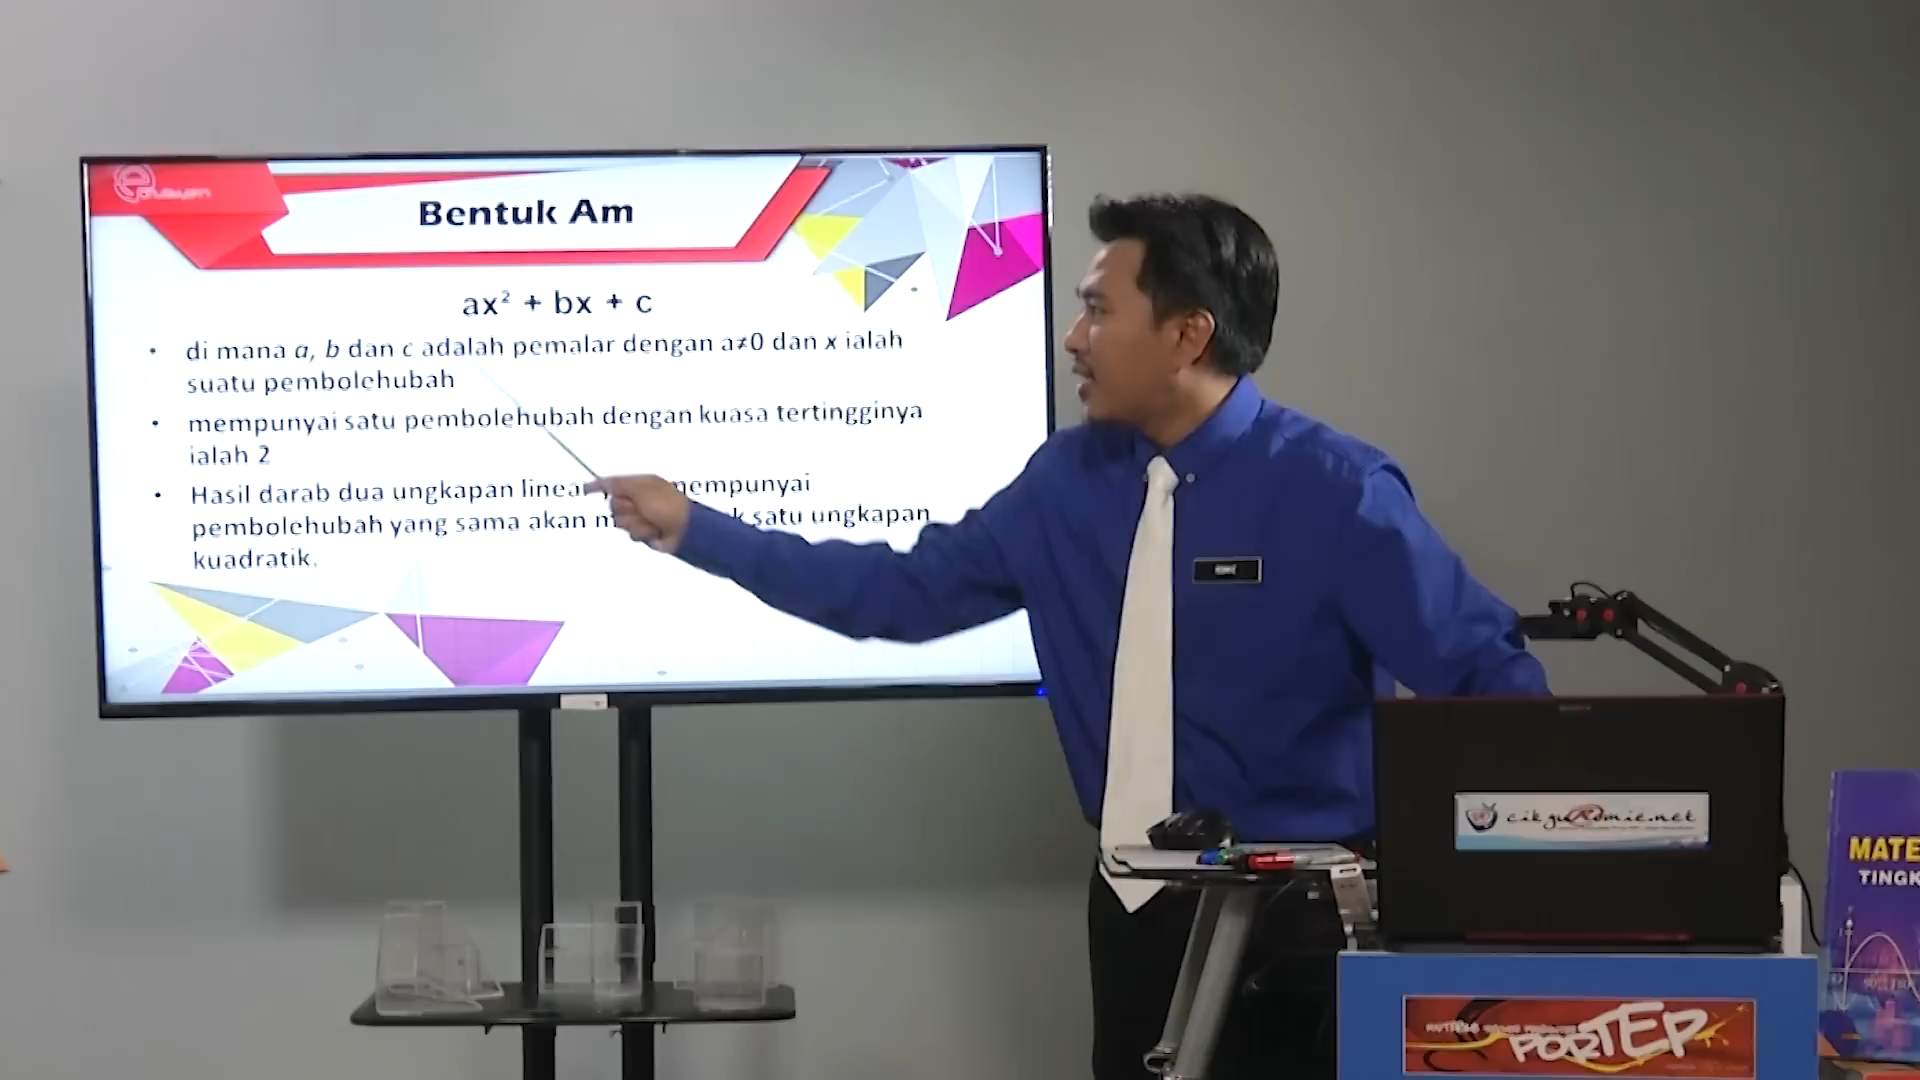 Bentuk Am
ax² + bx + c
• di mana a, b dan c adalah pemalar dengan a≠0 dan x ialah
suatu pembolehubah
• mempunyai satu pembolehubah dengan kuasa tertingginya
ialah 2
• Hasil darab dua ungkapan linear mempunyai
pembolehubah yang sama akan satu ungkapan
kuadratik.
cikguRomie.net
MATE
TINGK
PORTEP